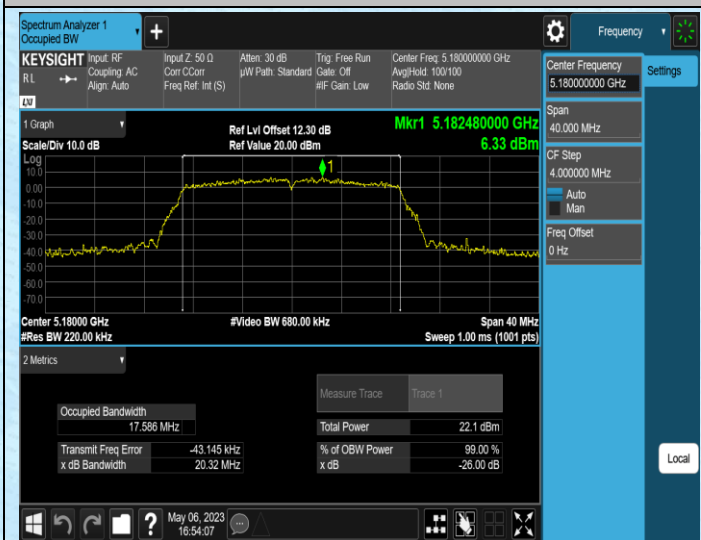 Spectrum Analyzer 1
Occupied BW
Frequency
KEYSIGHT
R L
LXI
Input: RF
Coupling: AC
Align: Auto
Input Z: 50 Ω
Corr CCorr
Freq Ref: Int (S)
Atten: 30 dB
µW Path: Standard
Trig: Free Run
Gate: Off
#IF Gain: Low
Center Freq: 5.180000000 GHz
Avg|Hold: 100/100
Radio Std: None
Center Frequency
5.180000000 GHz
Settings
Span
40.000 MHz
CF Step
4.000000 MHz
Auto
Man
Freq Offset
0 Hz
Local
1 Graph
Scale/Div 10.0 dB
Ref Lvl Offset 12.30 dB
Ref Value 20.00 dBm
Mkr1 5.182480000 GHz
6.33 dBm
Log
10.0
0.00
-10.0
-20.0
-30.0
-40.0
-50.0
-60.0
-70.0
1
Center 5.18000 GHz
#Res BW 220.00 kHz
#Video BW 680.00 kHz
Span 40 MHz
Sweep 1.00 ms (1001 pts)
2 Metrics
Measure Trace Trace 1
Occupied Bandwidth
17.586 MHz
Total Power 22.1 dBm
Transmit Freq Error -43.145 kHz
% of OBW Power 99.00 %
x dB Bandwidth 20.32 MHz
x dB -26.00 dB
May 06, 2023
16:54:07